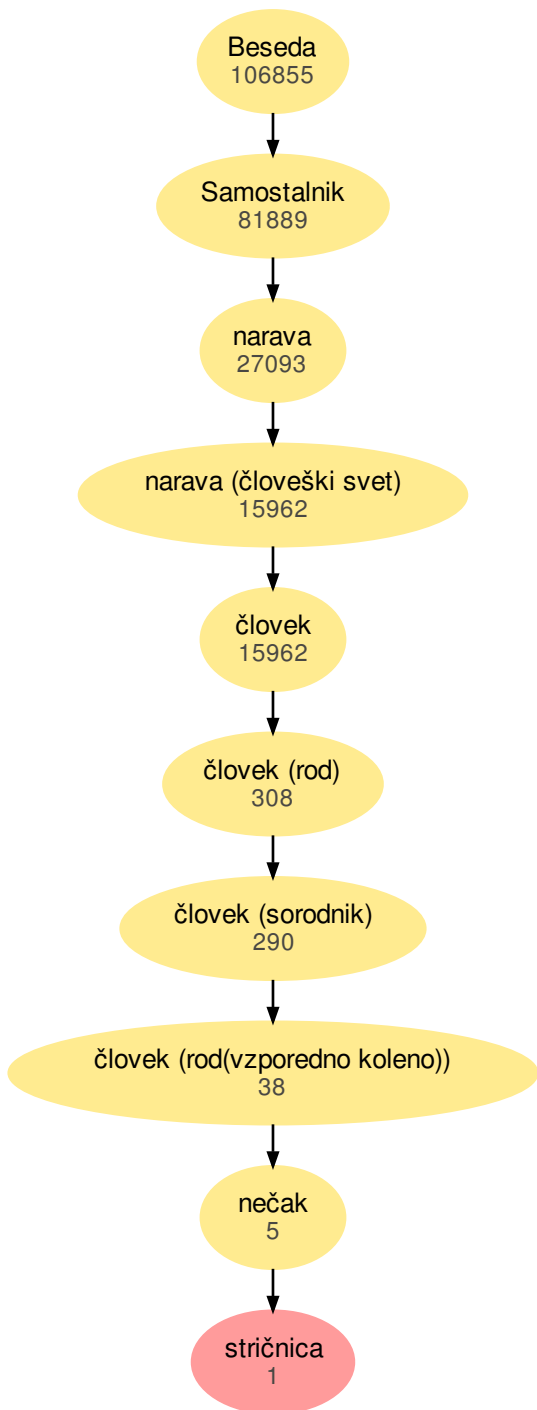 Beseda
106855
Samostalnik
81889
narava
27093
narava (človeški svet)
15962
človek
15962
človek (rod)
308
človek (sorodnik)
290
človek (rod(vzporedno koleno))
38
nečak
5
stričnica
1